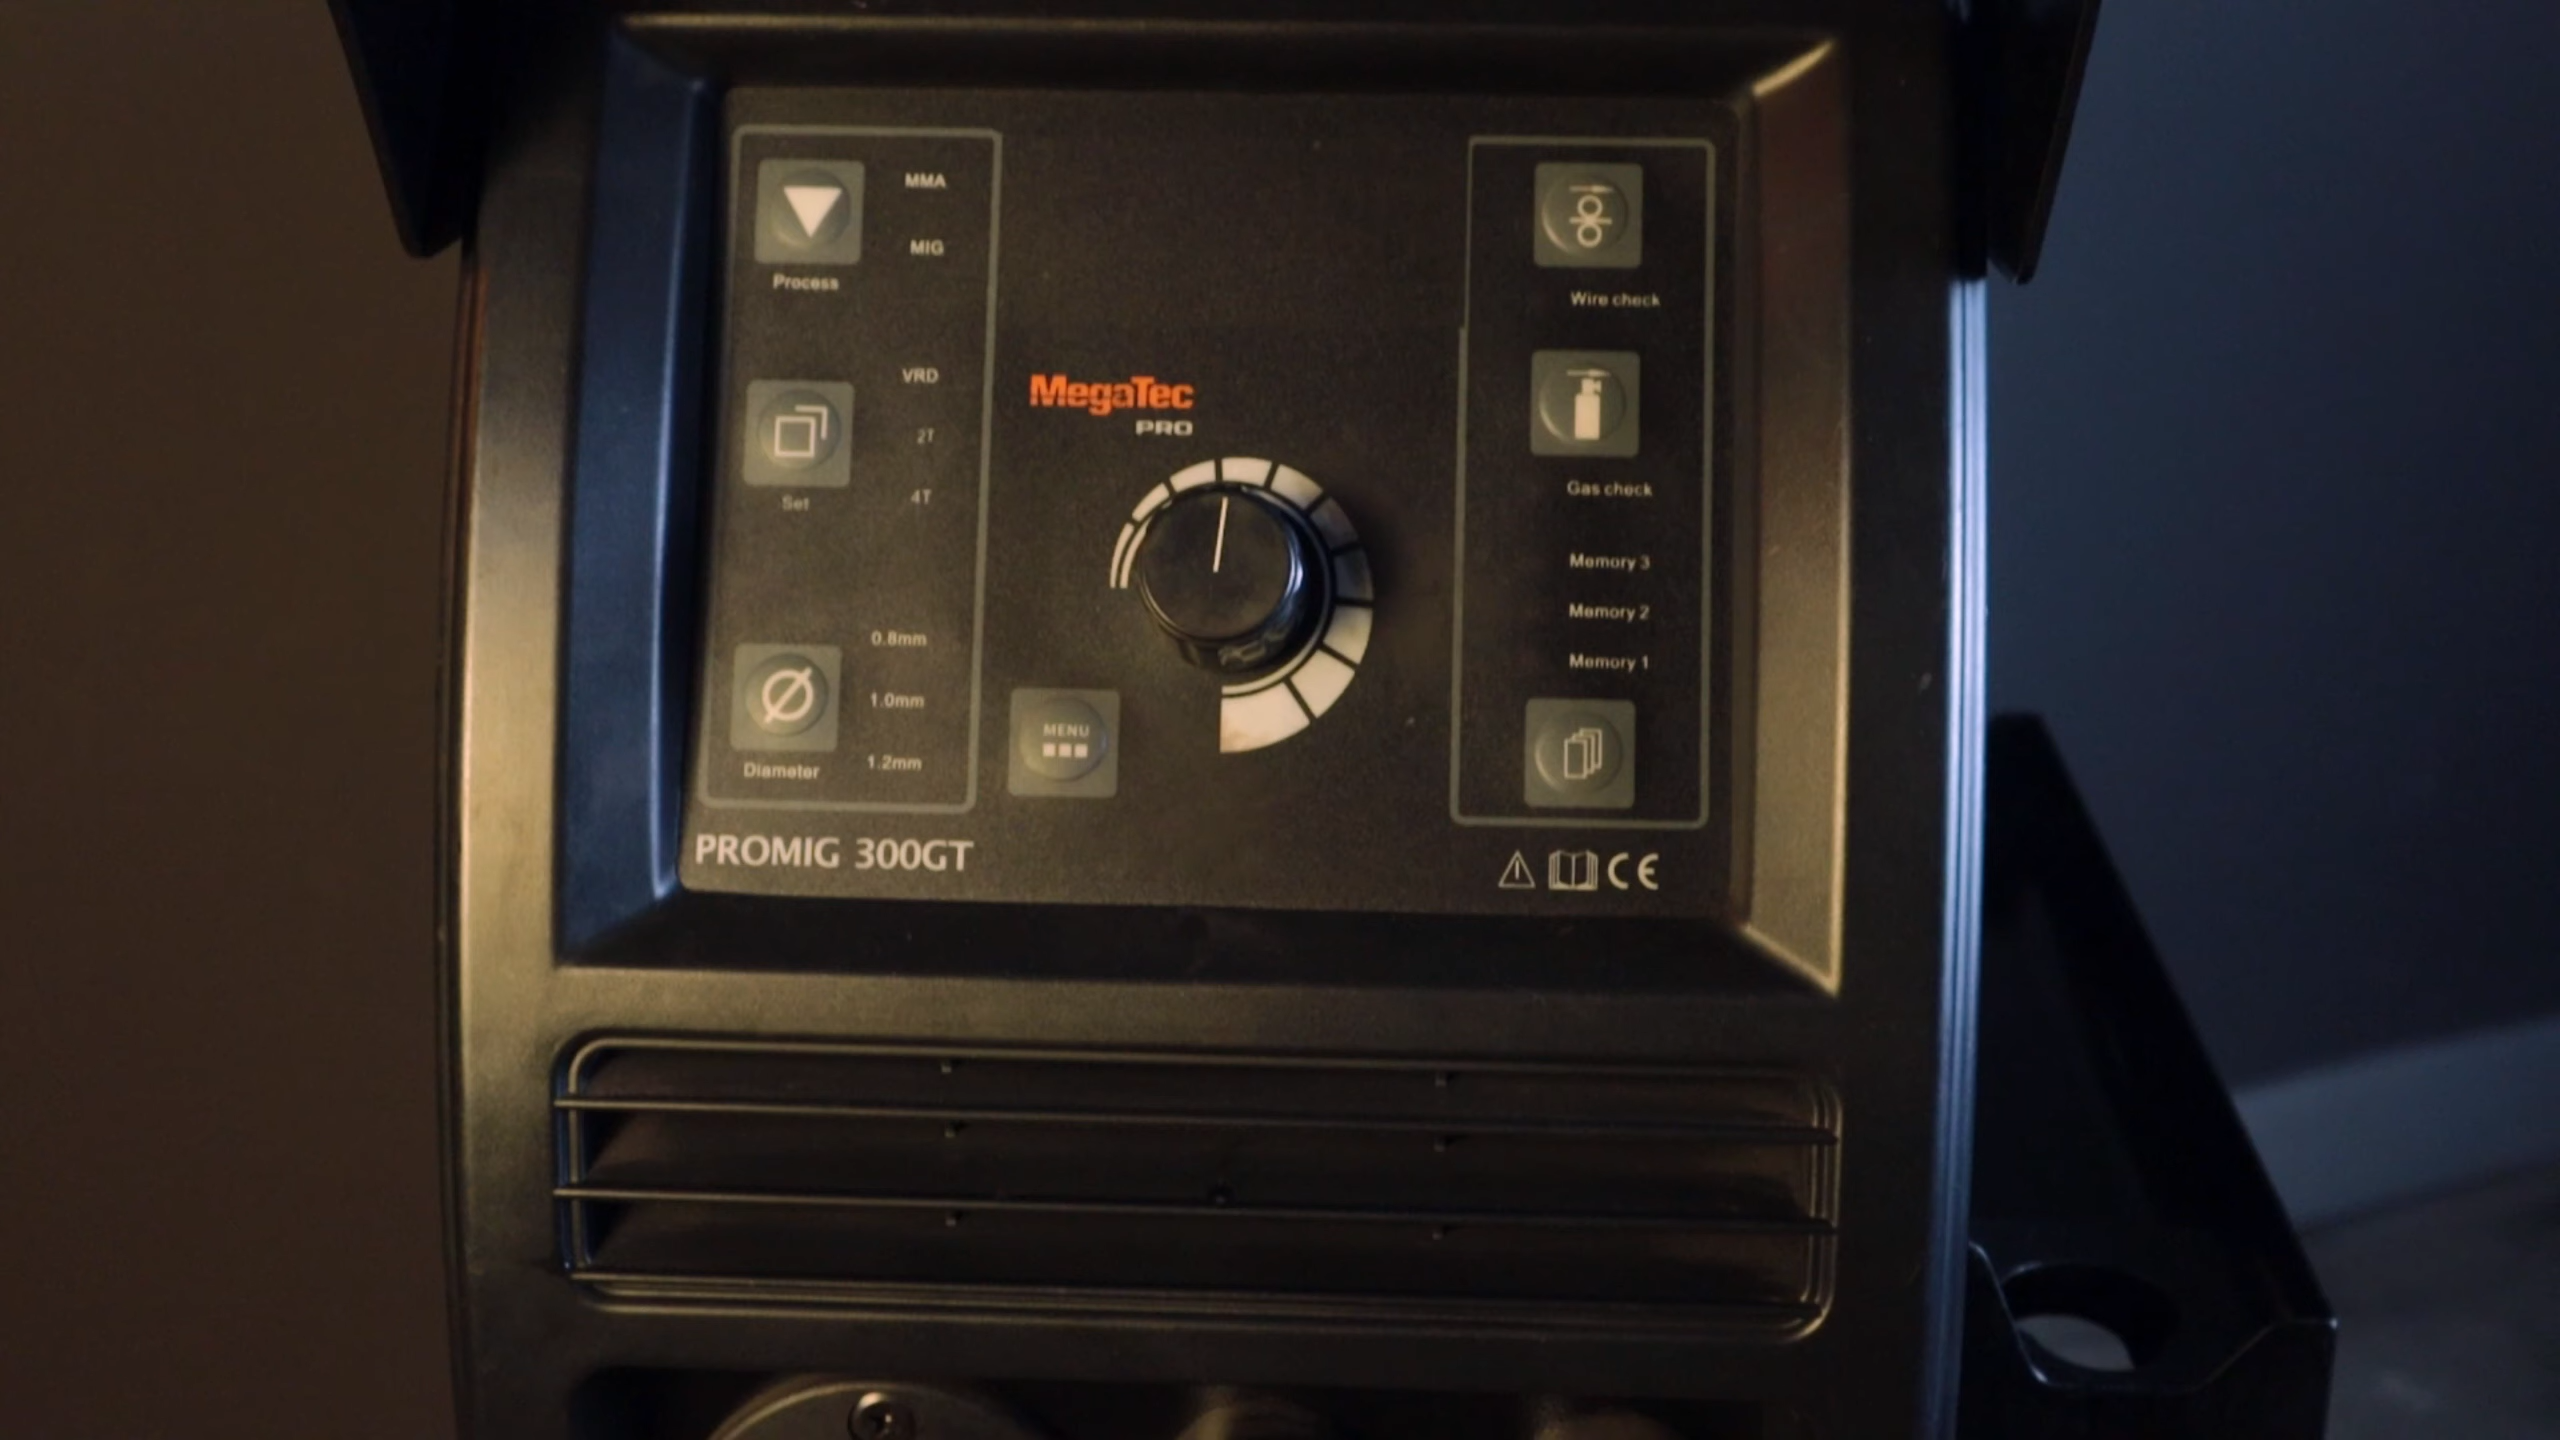 MMA
MIG
Process
VRD
2T
4T
Set
0.8mm
1.0mm
1.2mm
Diameter
MegaTec
PRO
MENU
Wire check
Gas check
Memory 3
Memory 2
Memory 1
PROMIG 300GT
CE